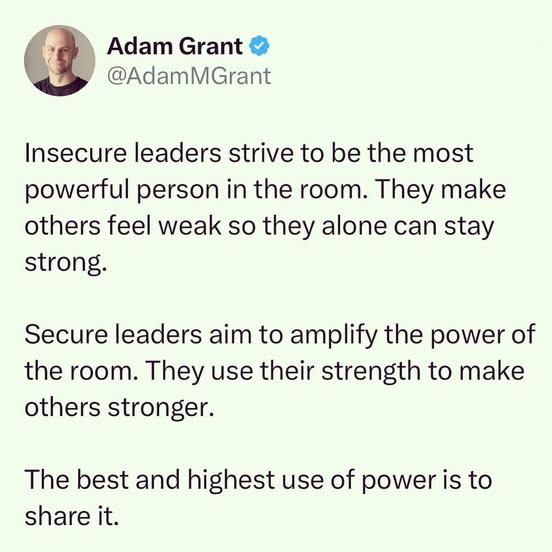 Adam Grant
@AdamMGrant
Insecure leaders strive to be the most
powerful person in the room. They make
others feel weak so they alone can stay
strong.
Secure leaders aim to amplify the power of
the room. They use their strength to make
others stronger.
The best and highest use of power is to
share it.